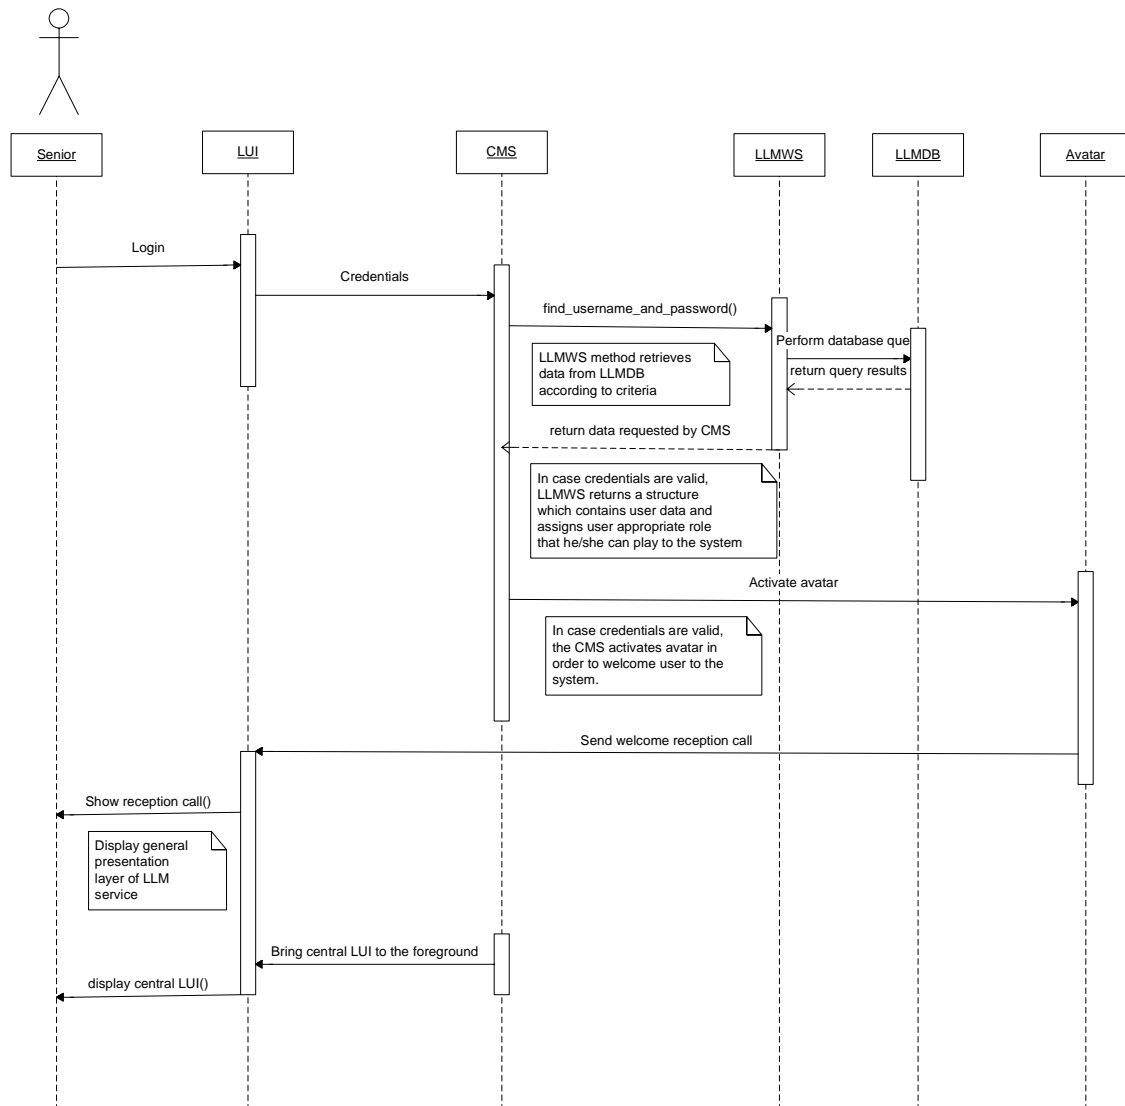 Senior
LUI
CMS
LLMWS
LLMDB
Avatar
Login
Credentials
find_username_and_password()
Perform database que
LLMWS method retrieves
data from LLMDB
according to criteria
return query results
return data requested by CMS
In case credentials are valid,
LLMWS returns a structure
which contains user data and
assigns user appropriate role
that he/she can play to the system
Activate avatar
In case credentials are valid,
the CMS activates avatar in
order to welcome user to the
system.
Send welcome reception call
Show reception call()
Display general
presentation
layer of LLM
service
Bring central LUI to the foreground
display central LUI()